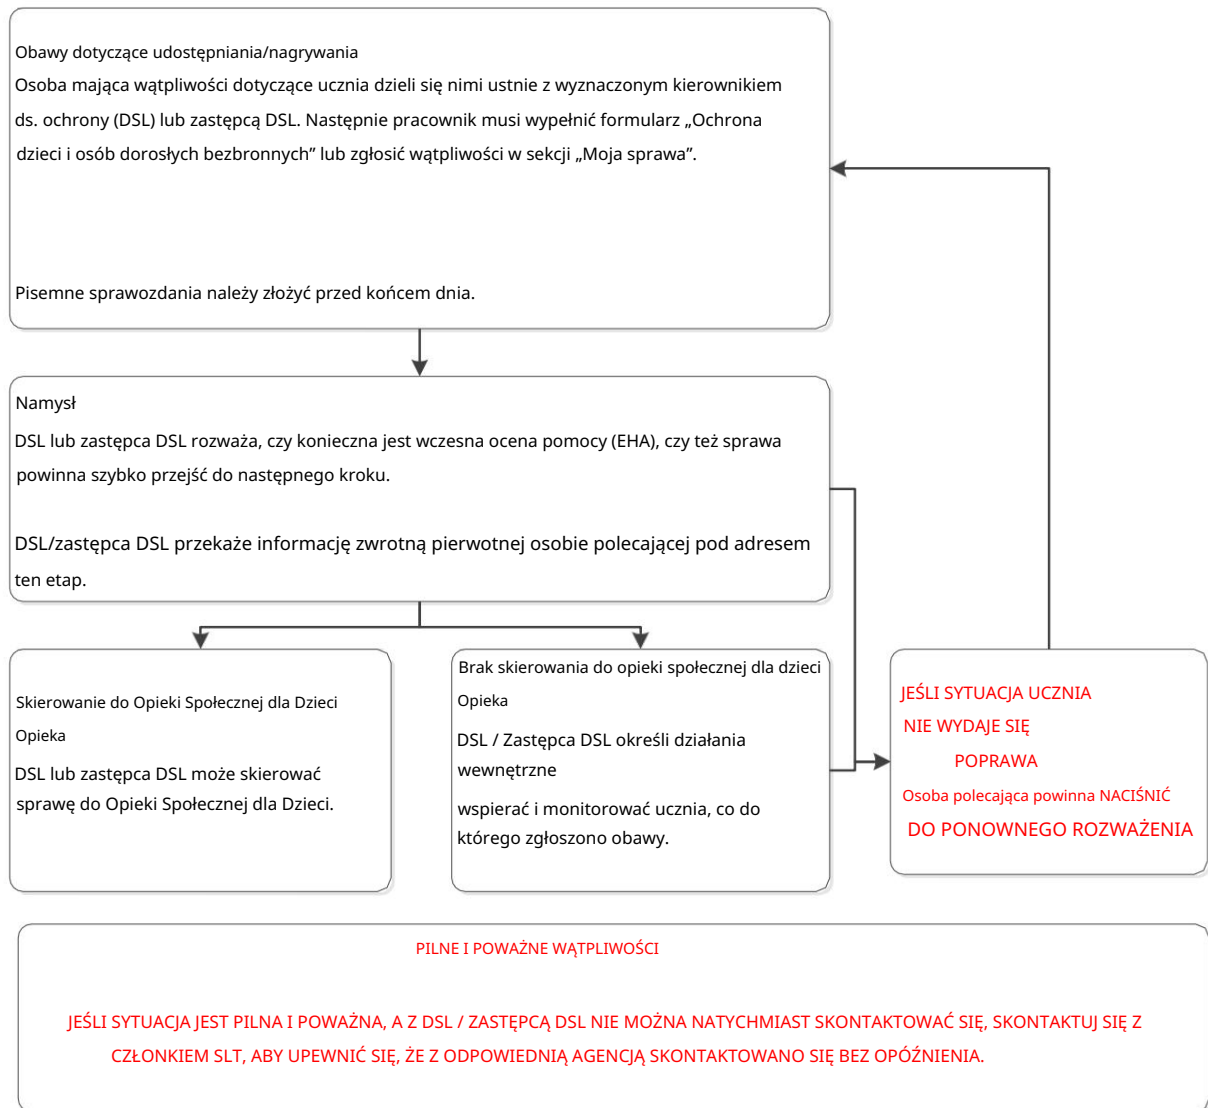 Obawy dotyczące udostępniania/nagrywania
Osoba mająca wątpliwości dotyczące ucznia dzieli się nimi ustnie z wyznaczonym kierownikiem
ds. ochrony (DSL) lub zastępcą DSL. Następnie pracownik musi wypełnić formularz „Ochrona
dzieci i osób dorosłych bezbronnych” lub zgłosić wątpliwości w sekcji „Moja sprawa”.
Pisemne sprawozdania należy złożyć przed końcem dnia.
Namysł
DSL lub zastępca DSL rozważa, czy konieczna jest wczesna ocena pomocy (EHA), czy też sprawa
powinna szybko przejść do następnego kroku.
DSL/zastępca DSL przekaże informację zwrotną pierwotnej osobie polecającej pod adresem
ten etap.
Skierowanie do Opieki Społecznej dla Dzieci
Opieka
DSL lub zastępca DSL może skierować
sprawę do Opieki Społecznej dla Dzieci.
Brak skierowania do opieki społecznej dla dzieci
Opieka
DSL / Zastępca DSL określi działania
wewnętrzne
wspierać i monitorować ucznia, co do
którego zgłoszono obawy.
JEŚLI SYTUACJA UCZNIA
NIE WYDAJE SIĘ
POPRAWA
Osoba polecająca powinna NACIŚNIĆ
DO PONOWNEGO ROZWAŻENIA
PILNE I POWAŻNE WĄTPLIWOŚCI
JEŚLI SYTUACJA JEST PILNA I POWAŻNA, A Z DSL / ZASTĘPCĄ DSL NIE MOŻNA NATYCHMIAST SKONTAKTOWAĆ SIĘ, SKONTAKTUJ SIĘ Z
CZŁONKIEM SLT, ABY UPEWNIĆ SIĘ, ŻE Z ODPOWIEDNIĄ AGENCJĄ SKONTAKTOWANO SIĘ BEZ OPÓŹNIENIA.